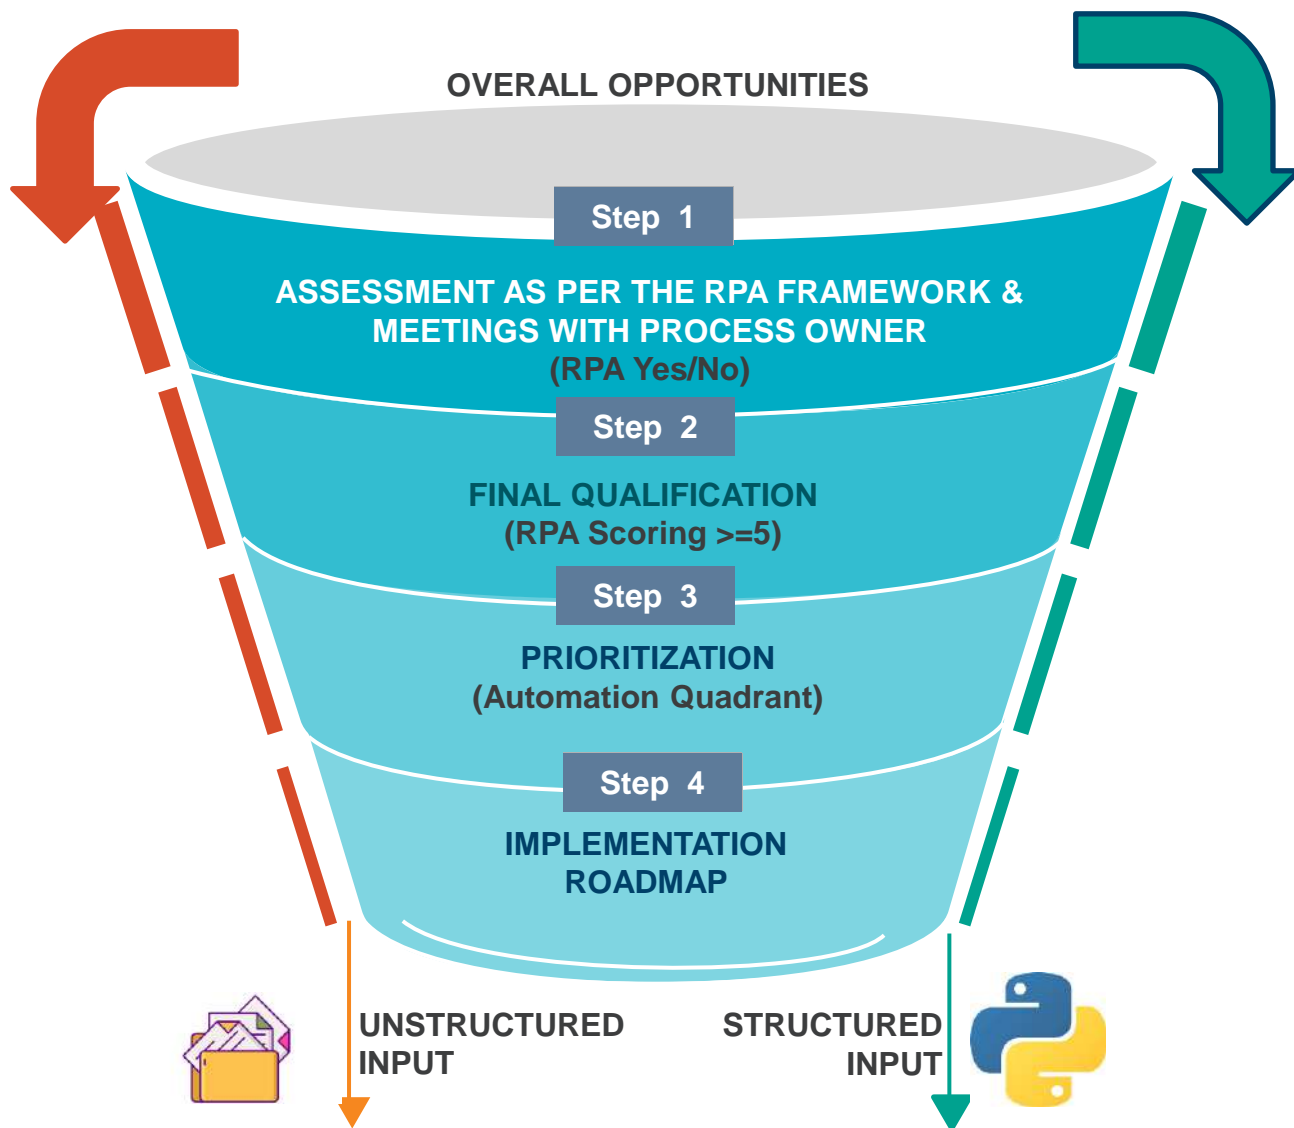 OVERALL OPPORTUNITIES
Step 1
ASSESSMENT AS PER THE RPA FRAMEWORK &
MEETINGS WITH PROCESS OWNER
(RPA Yes/No)
Step 2
FINAL QUALIFICATION
(RPA Scoring >=5)
Step 3
PRIORITIZATION
(Automation Quadrant)
Step 4
IMPLEMENTATION
ROADMAP
UNSTRUCTURED
INPUT
STRUCTURED
INPUT